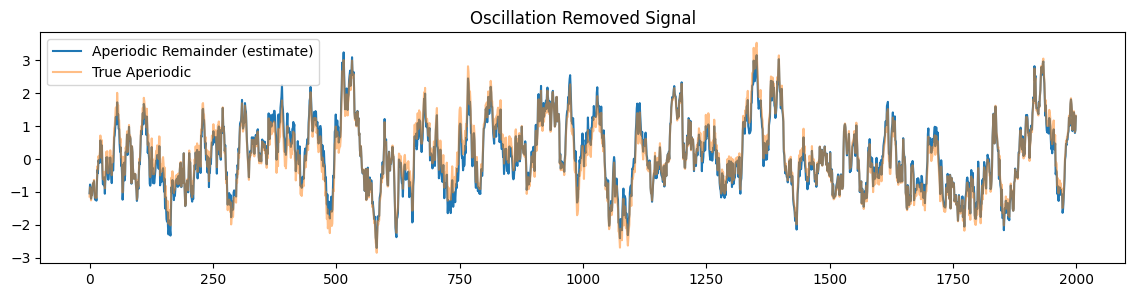 Oscillation Removed Signal
Aperiodic Remainder (estimate)
True Aperiodic
3
2
1
0
−1
−2
−3
0 250 500 750 1000 1250 1500 1750 2000